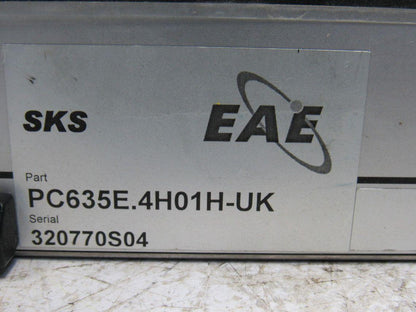 SKS
EAE
Part
PC635E.4H01H-UK
Serial
320770S04